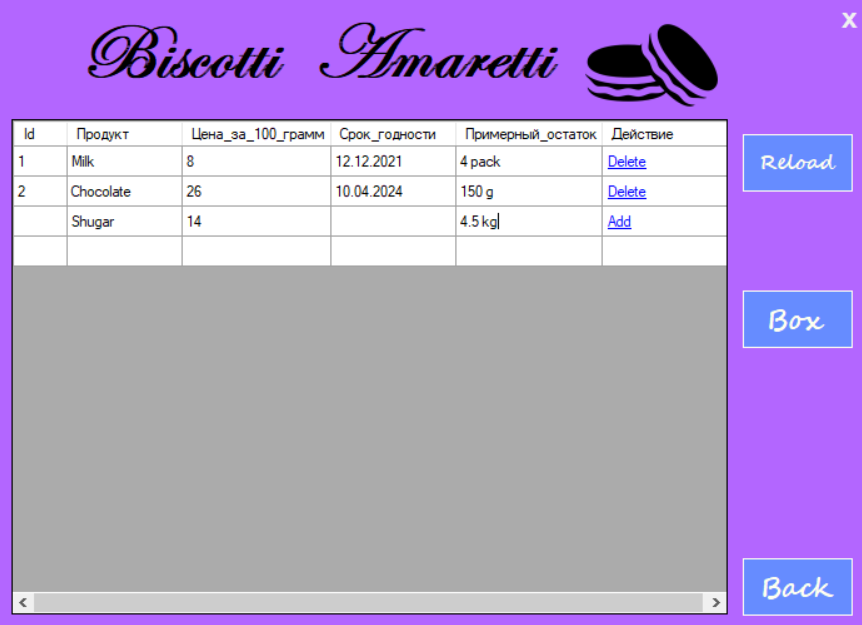 x
Biscotti Amaretti
Id Продукт Цена_за_100_грамм Срок_годности Примерный_остаток Действие
1 Milk 8 12.12.2021 4 pack Delete
2 Chocolate 26 10.04.2024 150 g Delete
Shugar 14 4.5 kg Add
Reload
Box
Back